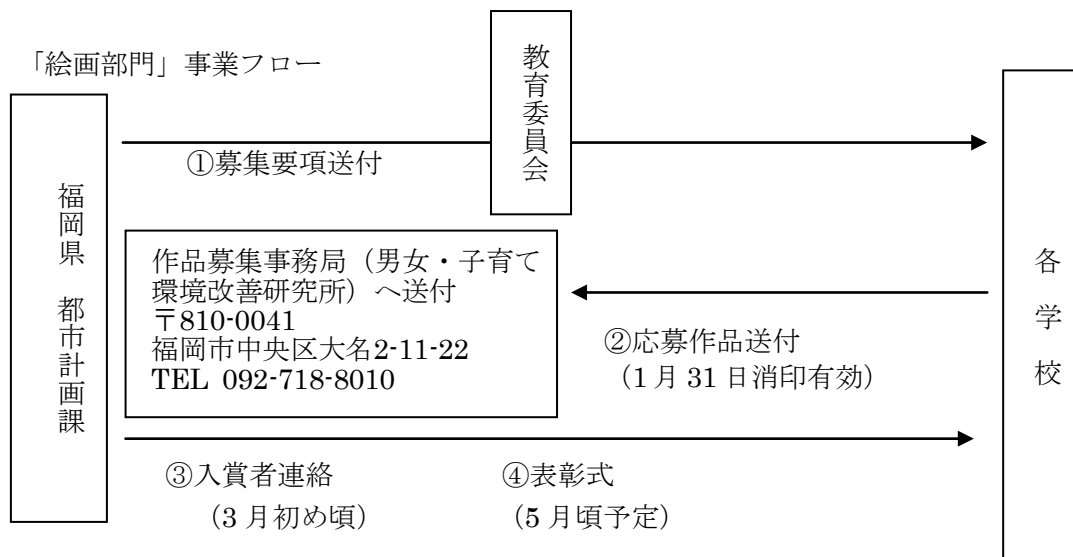 「絵画部門」事業フロー
教育委員会
①募集要項送付
福岡県 都市計画課
作品募集事務局（男女・子育て
環境改善研究所）へ送付
〒810-0041
福岡市中央区大名2-11-22
TEL 092-718-8010
②応募作品送付
（1月31日消印有効）
各学校
③入賞者連絡
（3月初め頃）
④表彰式
（5月頃予定）